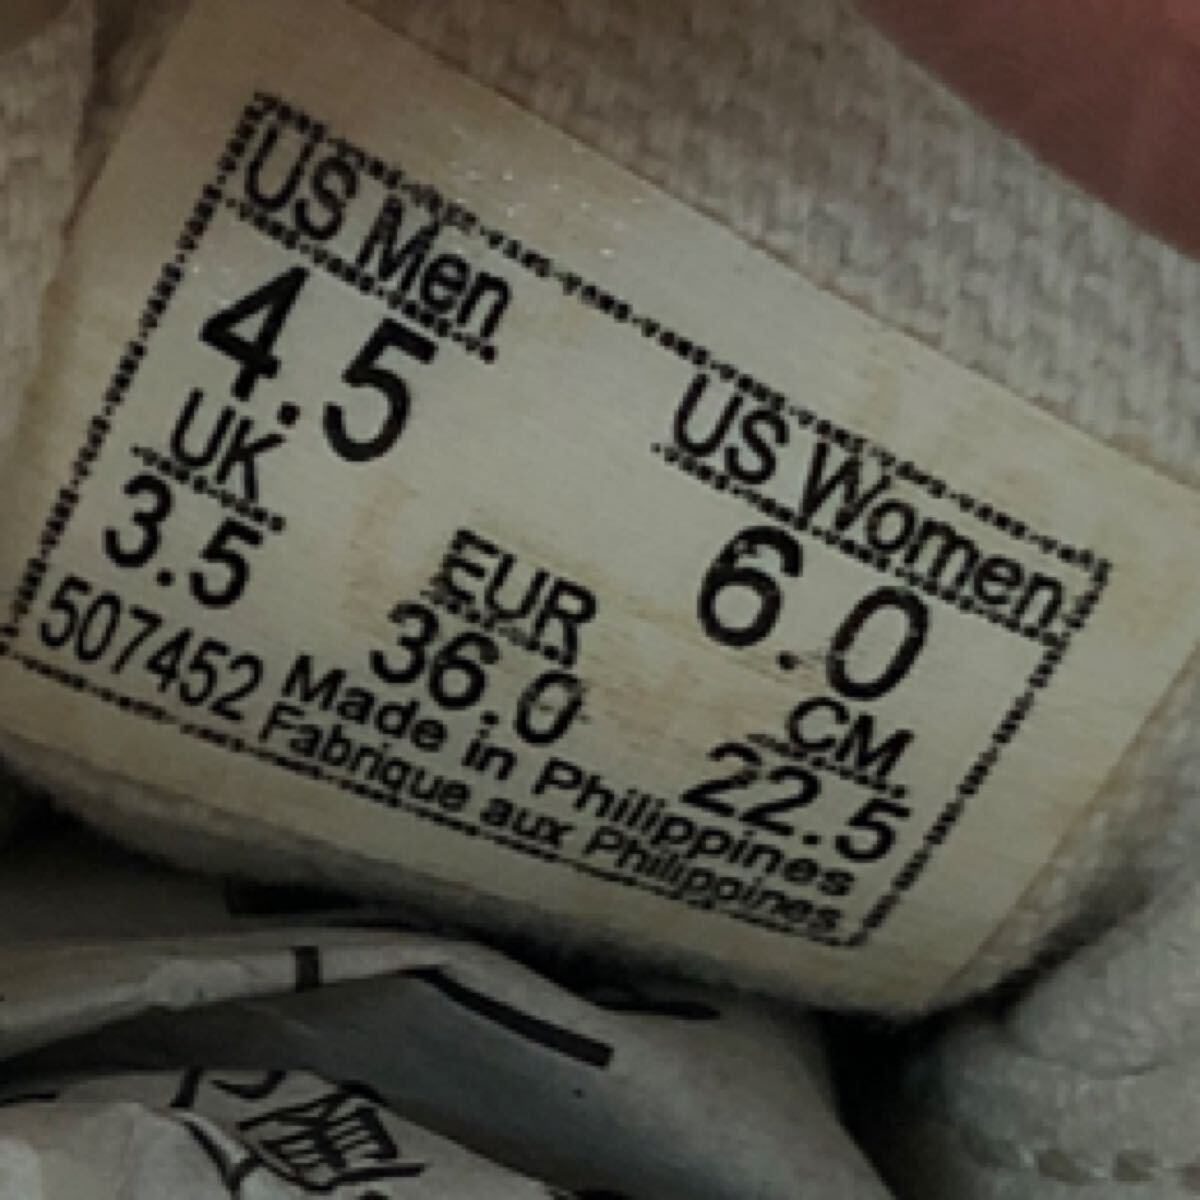 US Men
US Women
4.5
6.0
UK
EUR
CM
3.5
36.0
22.5
507452
Made in Philippines
Fabrique aux Philippines